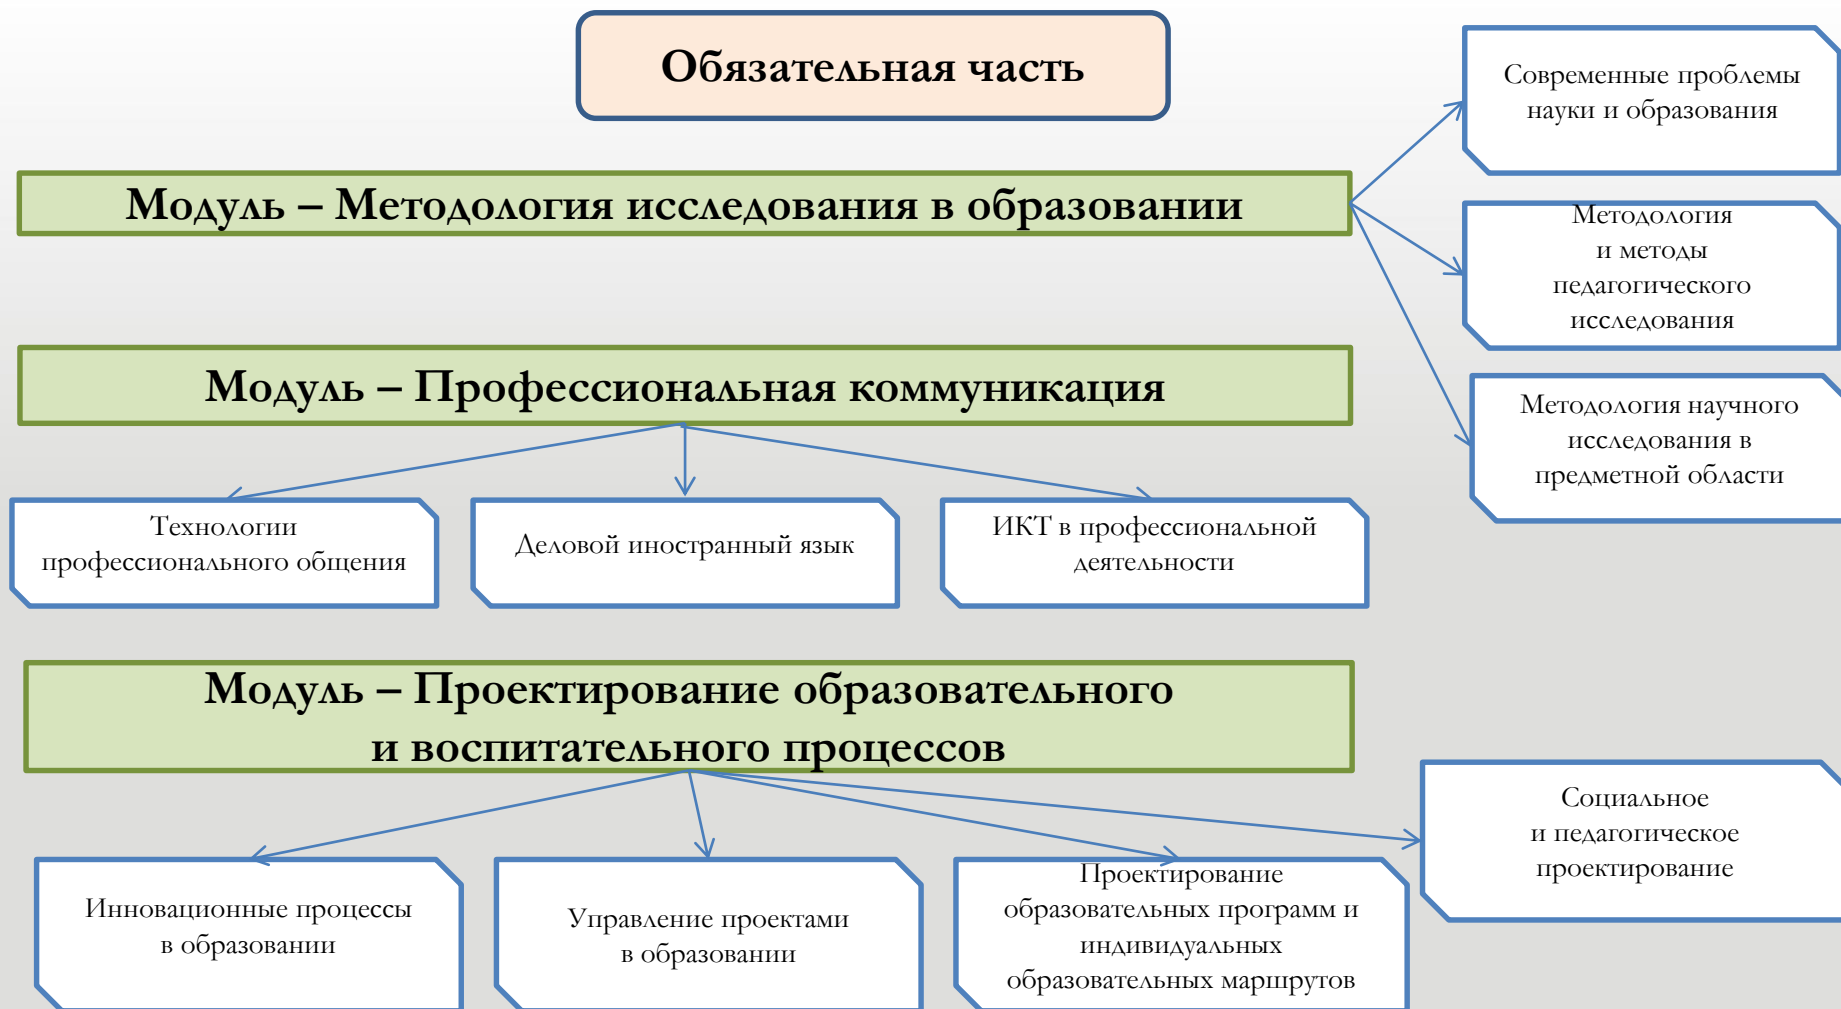 Обязательная часть
Модуль – Методология исследования в образовании
Современные проблемы
науки и образования
Методология
и методы
педагогического
исследования
Методология научного
исследования в
предметной области
Модуль – Профессиональная коммуникация
Технологии
профессионального общения
Деловой иностранный язык
ИКТ в профессиональной
деятельности
Модуль – Проектирование образовательного
и воспитательного процессов
Инновационные процессы
в образовании
Управление проектами
в образовании
Проектирование
образовательных программ и
индивидуальных
образовательных маршрутов
Социальное
и педагогическое
проектирование